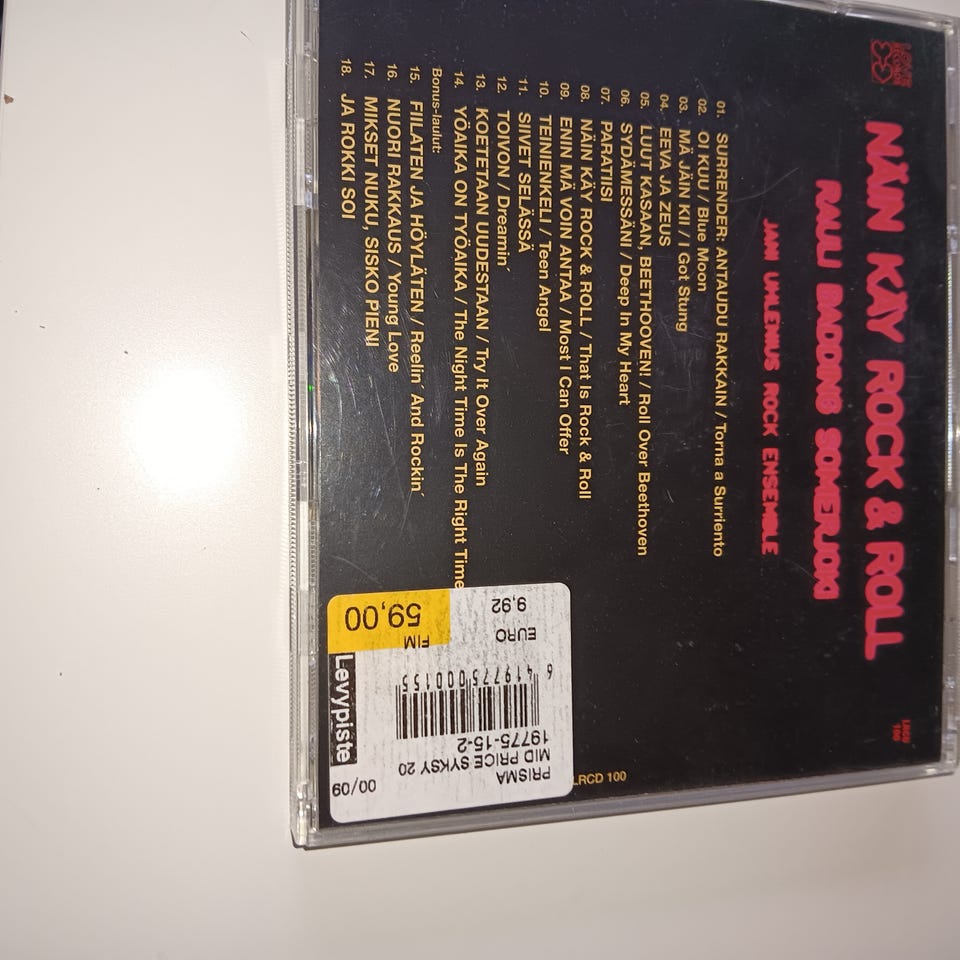 NÄIN KÄY ROCK & ROLL
RAULI BADDING SOMERJOKI
JANI UHLENIUS ROCK ENSEMBLE
LRCD
100
01. SURRENDER: ANTAUDU RAKKAIN / Torna a Surriento
02. OI KUU / Blue Moon
03. MÄ JÄIN KII / I Got Stung
04. EEVA JA ZEUS
05. LUUT KASAAN, BEETHOOVENI / Roll Over Beethoven
06. SYDÄMESSÄNI / Deep In My Heart
07. PARATIISI
08. NÄIN KÄY ROCK & ROLL / That Is Rock & Roll
09. ENIN MÄ VOIN ANTAA / Most I Can Offer
10. TEINIENKELI / Teen Angel
11. SIIVET SELÄSSÄ
12. TOIVON / Dreamin´
13. KOETETAAN UUDESTAAN / Try It Over Again
14. YÖAIKA ON TYÖAIKA / The Night Time Is The Right Time
Bonus-laulut:
15. FIILATEN JA HÖYLÄTEN / Reelin´ And Rockin´
16. NUORI RAKKAUS / Young Love
17. MIKSET NUKU, SISKO PIENI
18. JA ROKKI SOI
LRCD 100
PRISMA
MID PRICE SYKSY 20
00/09
19775-15-2
6 419775 000155
Levypiste
EURO
9,92
FIM
59,00